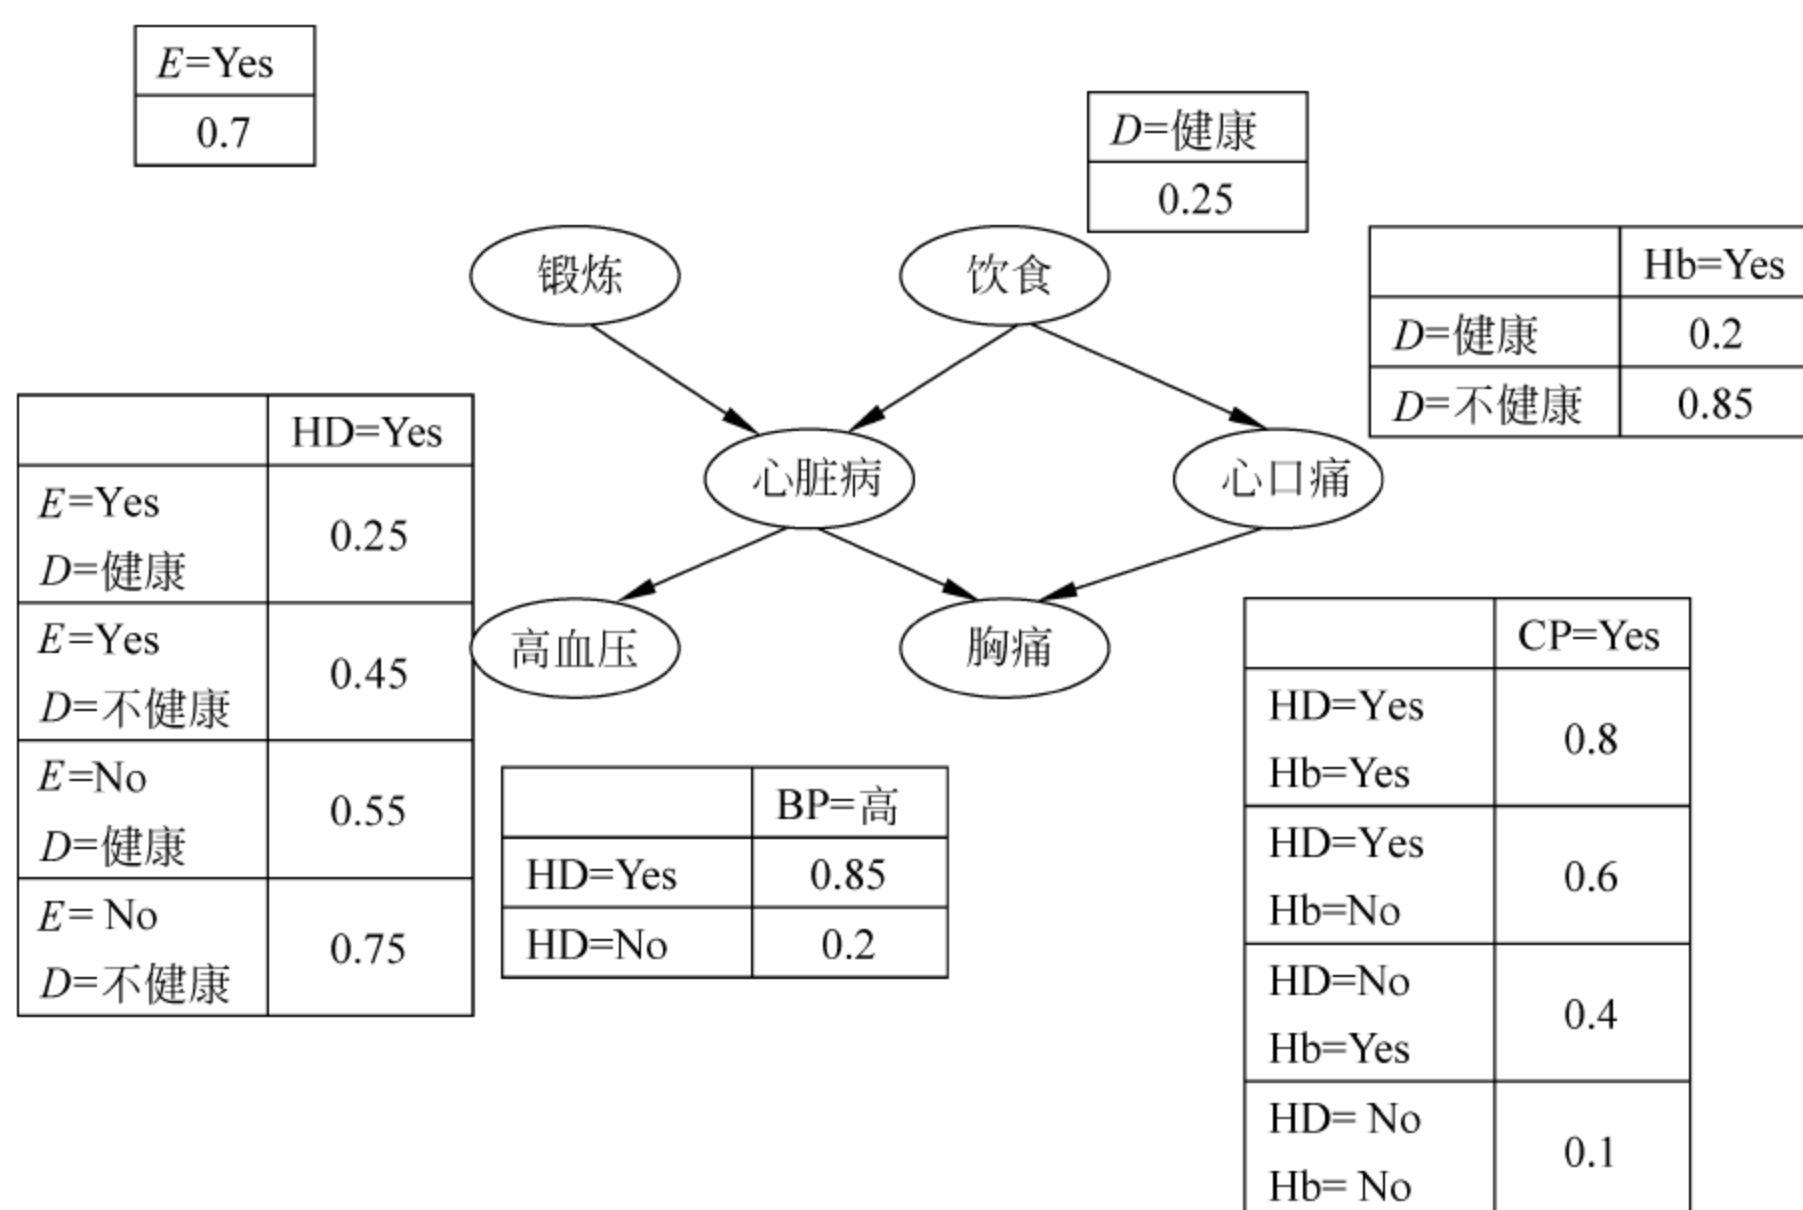 E=Yes
0.7
D=健康
0.25
锻炼
饮食
Hb=Yes
D=健康 0.2
D=不健康 0.85
HD=Yes
E=Yes
D=健康
0.25
E=Yes
D=不健康
0.45
E=No
D=健康
0.55
E= No
D=不健康
0.75
心脏病
心口痛
高血压
胸痛
BP=高
HD=Yes 0.85
HD=No 0.2
CP=Yes
HD=Yes
Hb=Yes
0.8
HD=Yes
Hb=No
0.6
HD=No
Hb=Yes
0.4
HD= No
Hb= No
0.1